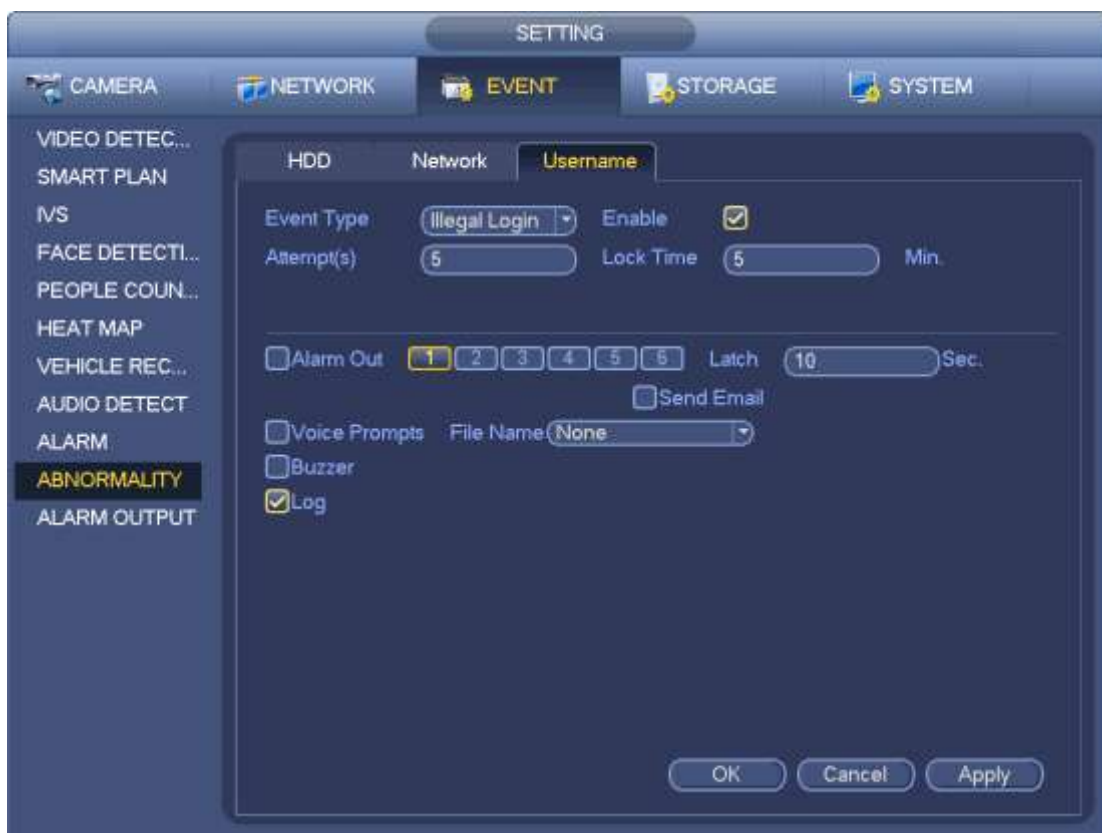 SETTING
CAMERA NETWORK EVENT STORAGE SYSTEM
VIDEO DETEC...
SMART PLAN
IVS
FACE DETECTI...
PEOPLE COUN...
HEAT MAP
VEHICLE REC...
AUDIO DETECT
ALARM
ABNORMALITY
ALARM OUTPUT
HDD Network Username
Event Type Illegal Login Enable
Attempt(s) 5 Lock Time 5 Min.
Alarm Out 1 2 3 4 5 6 Latch 10 Sec.
Send Email
Voice Prompts File Name None
Buzzer
Log
OK Cancel Apply